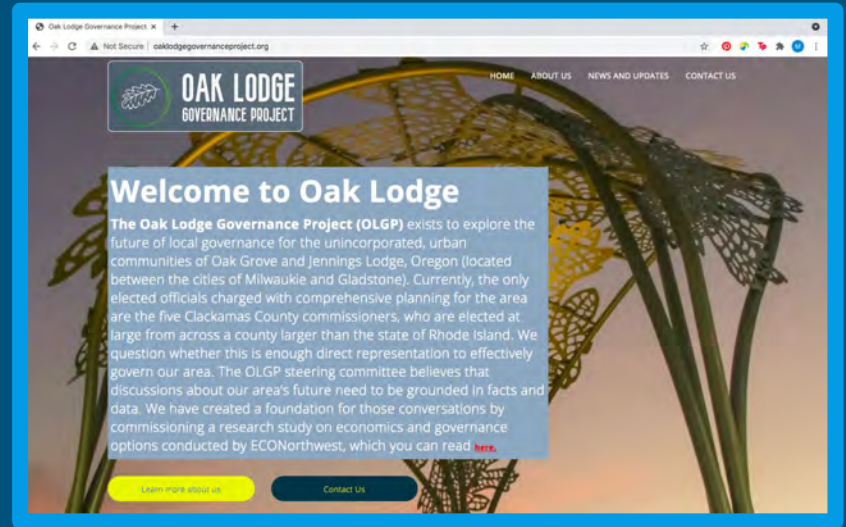 Oak Lodge Governance Project
Not Secure | oaklodgegovernanceproject.org
M
OAK LODGE
GOVERNANCE PROJECT
HOME ABOUT US NEWS AND UPDATES CONTACT US
Welcome to Oak Lodge
The Oak Lodge Governance Project (OLGP) exists to explore the
future of local governance for the unincorporated, urban
communities of Oak Grove and Jennings Lodge, Oregon (located
between the cities of Milwaukie and Gladstone). Currently, the only
elected officials charged with comprehensive planning for the area
are the five Clackamas County commissioners, who are elected at
large from across a county larger than the state of Rhode Island. We
question whether this is enough direct representation to effectively
govern our area. The OLGP steering committee believes that
discussions about our area's future need to be grounded in facts and
data. We have created a foundation for those conversations by
commissioning a research study on economics and governance
options conducted by ECONorthwest, which you can read here.
Learn more about us Contact Us